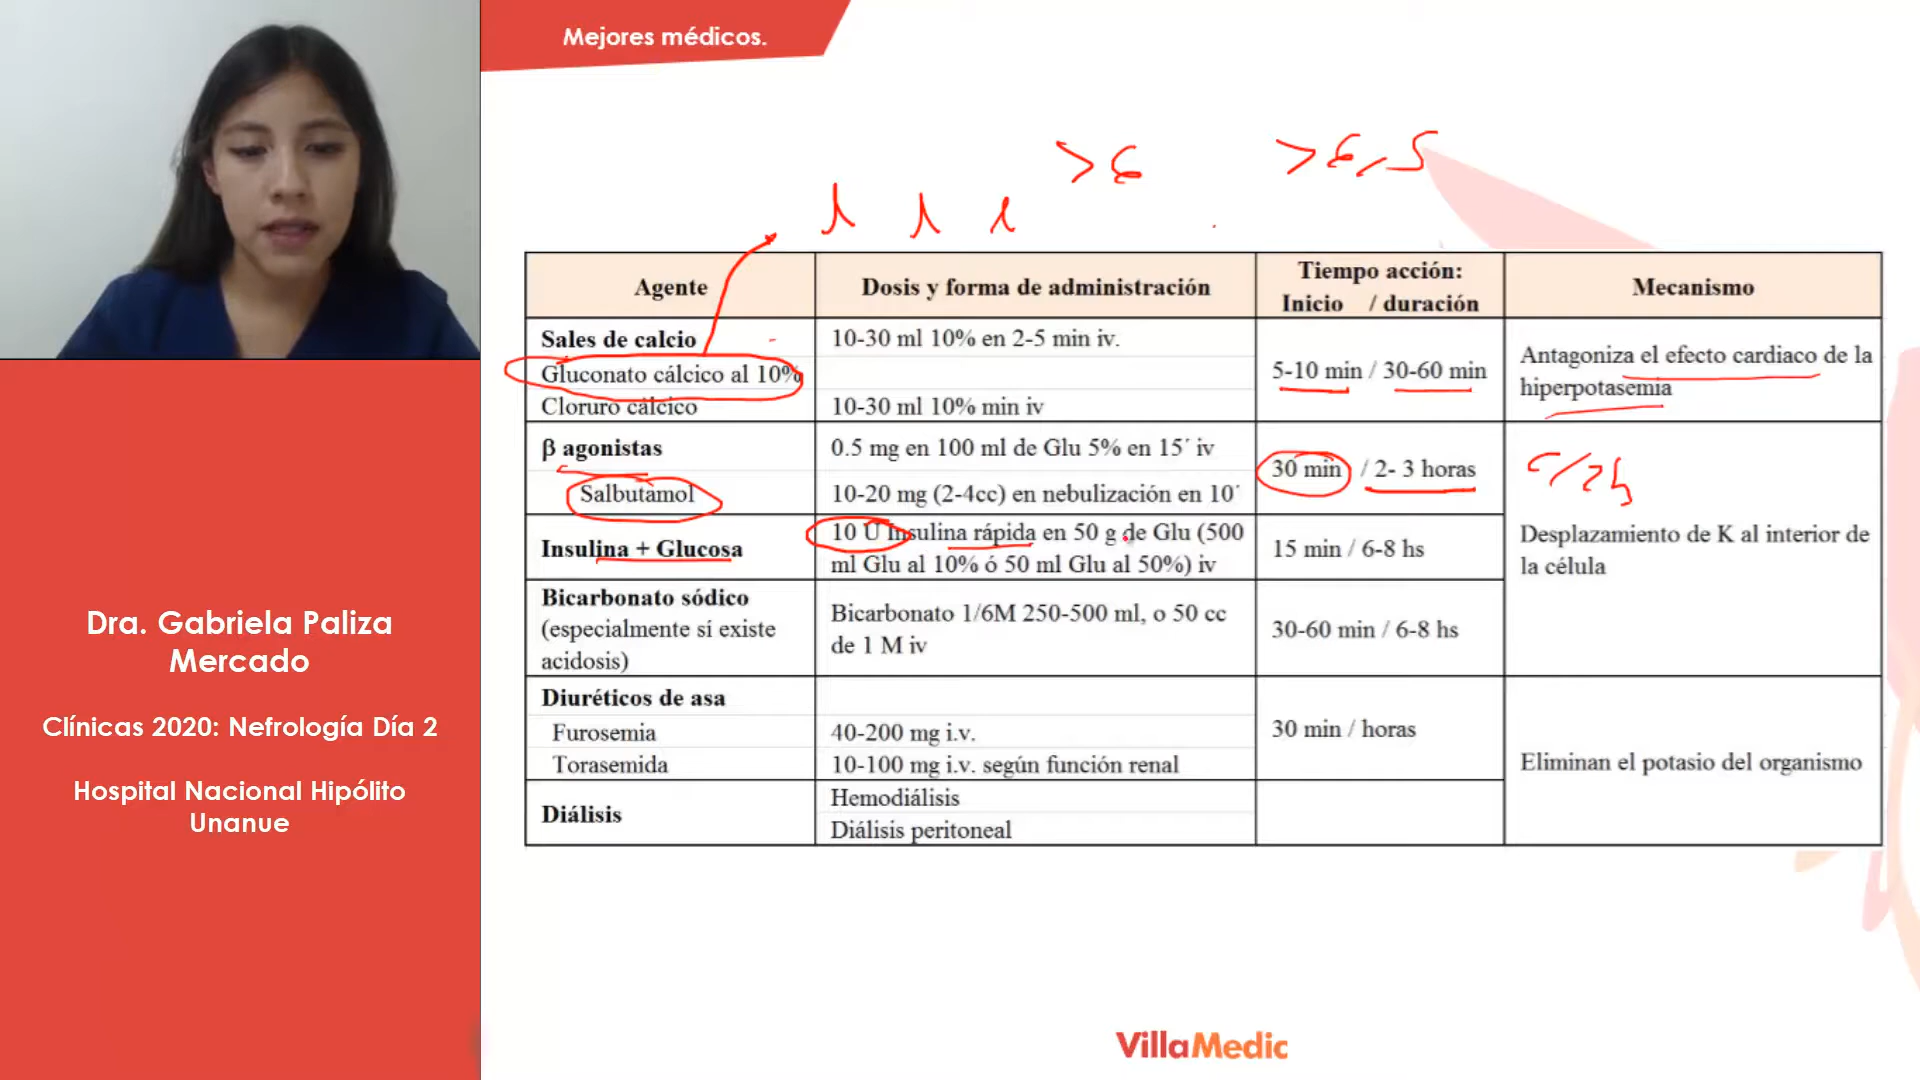 Mejores médicos.
>6
>6,5
Agente
Dosis y forma de administración
Tiempo acción:
Inicio / duración
Mecanismo
Sales de calcio
10-30 ml 10% en 2-5 min iv.
Gluconato cálcico al 10%
Cloruro cálcico
10-30 ml 10% min iv
5-10 min / 30-60 min
Antagoniza el efecto cardiaco de la
hiperpotasemia
β agonistas
0.5 mg en 100 ml de Glu 5% en 15´ iv
Salbutamol
10-20 mg (2-4cc) en nebulización en 10´
30 min / 2- 3 horas
c/2h
Insulina + Glucosa
10 U Insulina rápida en 50 g de Glu (500
ml Glu al 10% ó 50 ml Glu al 50%) iv
15 min / 6-8 hs
Desplazamiento de K al interior de
la célula
Bicarbonato sódico
(especialmente sí existe
acidosis)
Bicarbonato 1/6M 250-500 ml, o 50 cc
de 1 M iv
30-60 min / 6-8 hs
Diuréticos de asa
Furosemia
40-200 mg i.v.
Torasemida
10-100 mg i.v. según función renal
30 min / horas
Eliminan el potasio del organismo
Diálisis
Hemodiálisis
Diálisis peritoneal
Dra. Gabriela Paliza
Mercado
Clínicas 2020: Nefrología Día 2
Hospital Nacional Hipólito
Unanue
VillaMedic